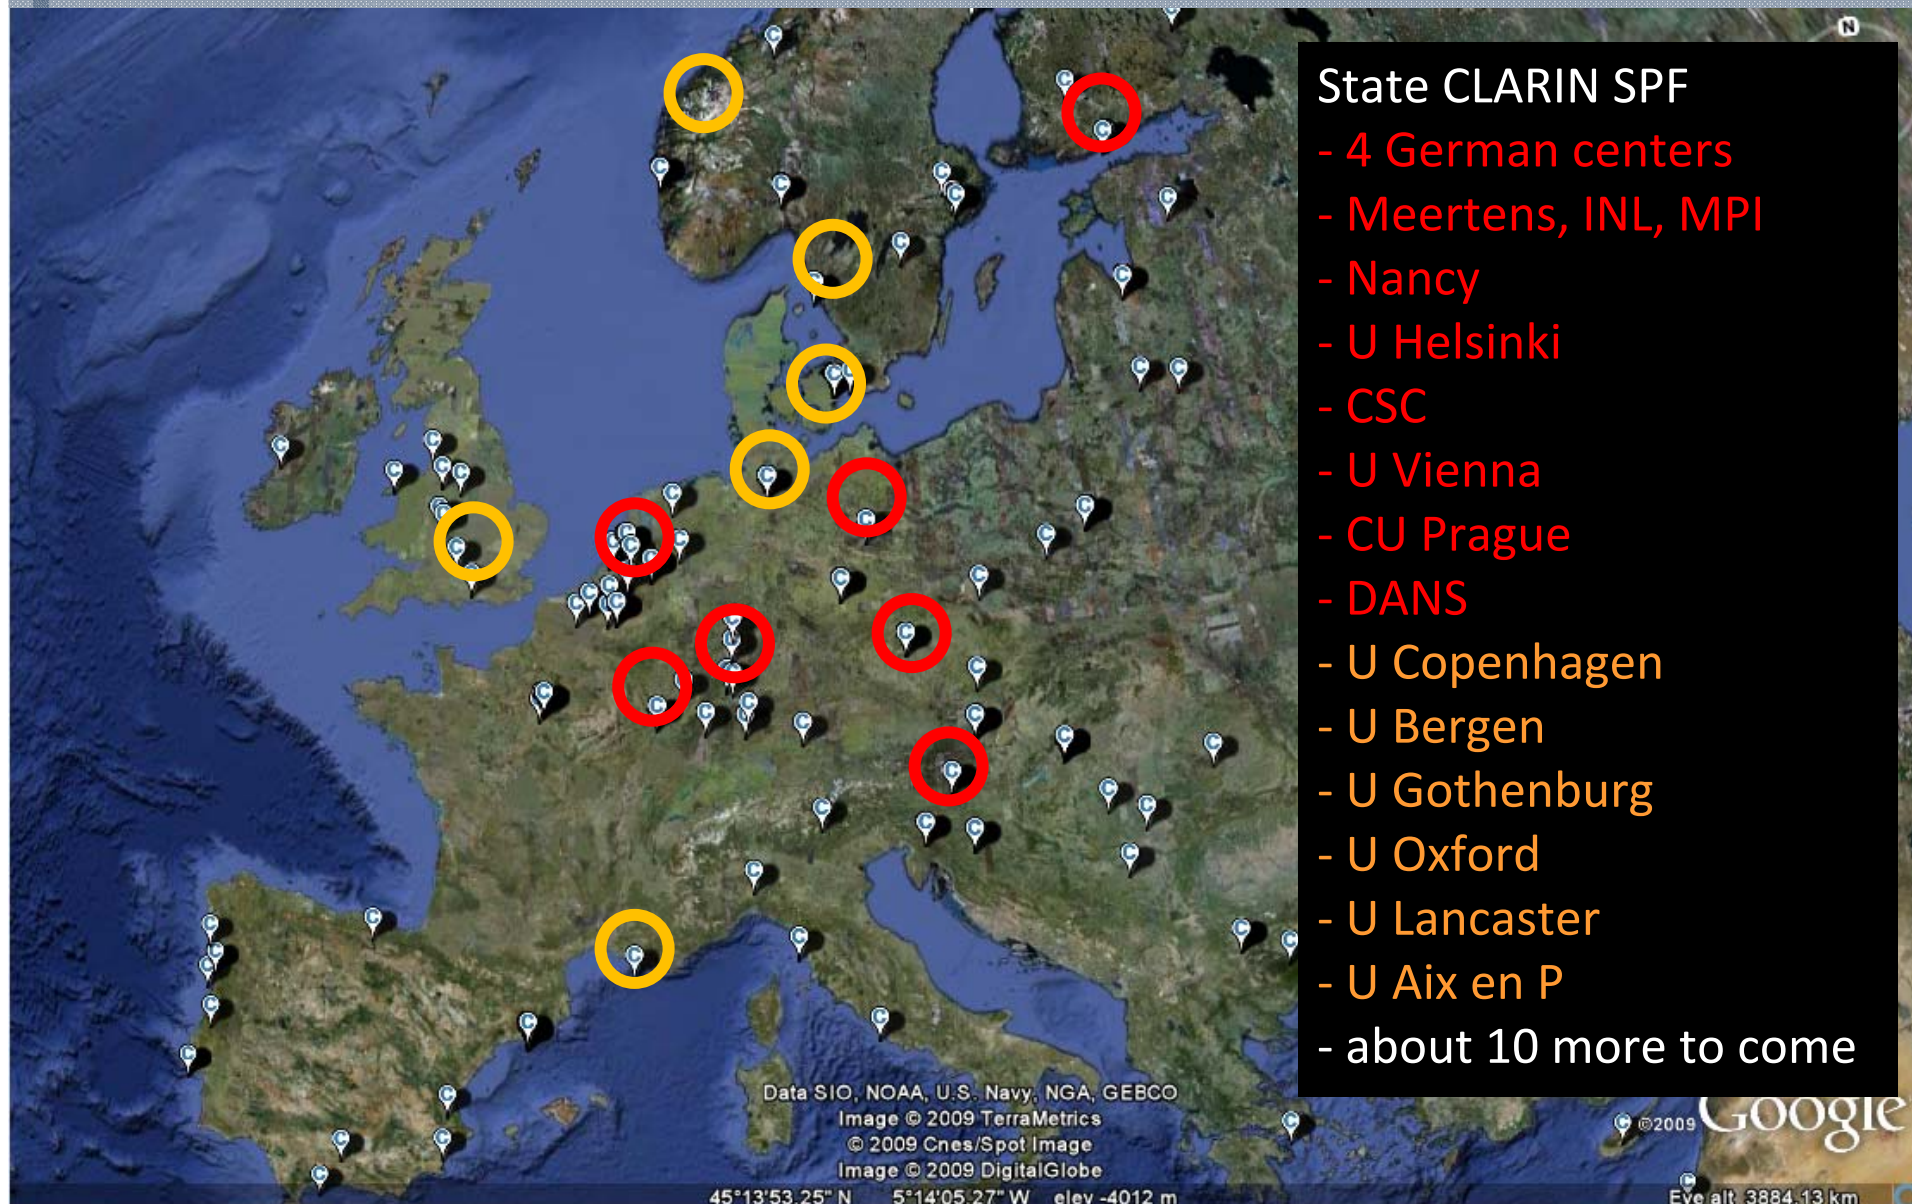 N
State CLARIN SPF
- 4 German centers
- Meertens, INL, MPI
- Nancy
- U Helsinki
- CSC
- U Vienna
- CU Prague
- DANS
- U Copenhagen
- U Bergen
- U Gothenburg
- U Oxford
- U Lancaster
- U Aix en P
- about 10 more to come
Data SIO, NOAA, U.S. Navy, NGA, GEBCO
Image © 2009 TerraMetrics
© 2009 Cnes/Spot Image
Image © 2009 DigitalGlobe
©2009 Google
45°13'53.25" N 5°14'05.27" W elev -4012 m
Eye alt 3884.13 km